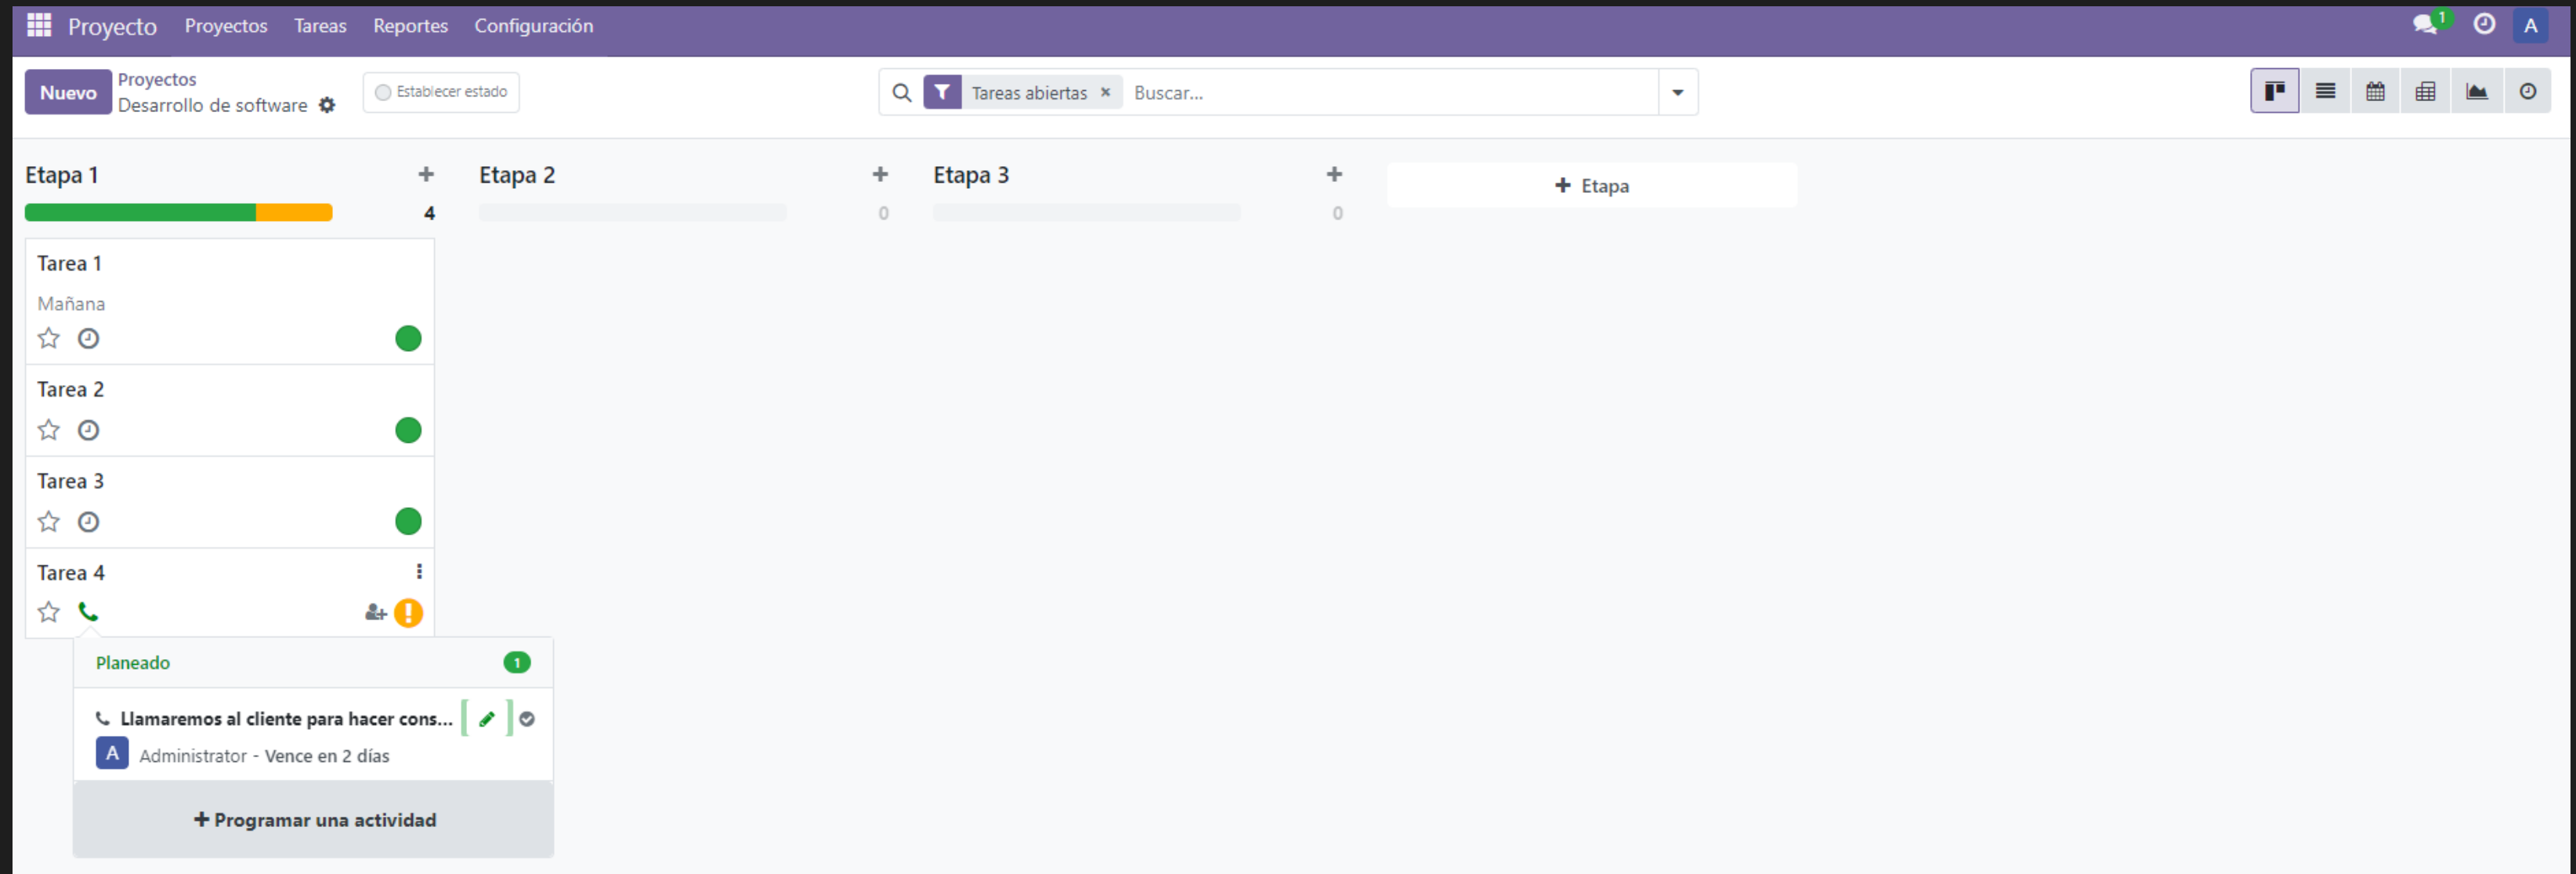 Proyecto Proyectos Tareas Reportes Configuración 1 A
Nuevo
Proyectos
Desarrollo de software
Establecer estado
Tareas abiertas × Buscar...
Etapa 1 +
4
Etapa 2 +
0
Etapa 3 +
0
+ Etapa
Tarea 1
Mañana
Tarea 2
Tarea 3
Tarea 4
Planeado 1
Llamaremos al cliente para hacer cons...
A Administrator - Vence en 2 días
+ Programar una actividad